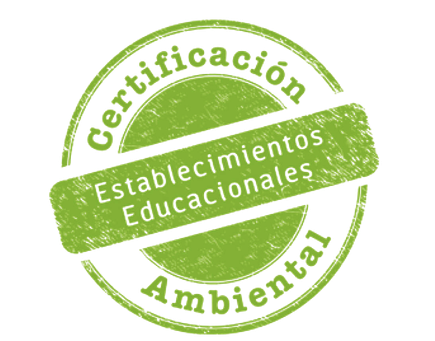 Certificación
Establecimientos
Educacionales
Ambiental